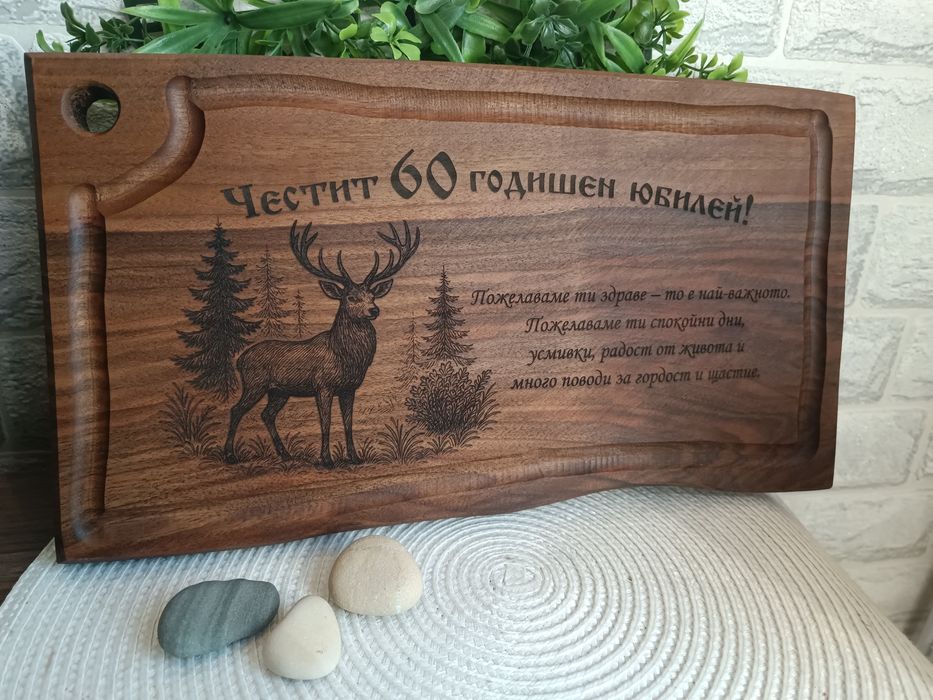 Честит 60 годишен юбилей!
Пожелаваме ти здраве – то е най-важното.
Пожелаваме ти спокойни дни,
усмивки, радост от живота и
много поводи за гордост и щастие.